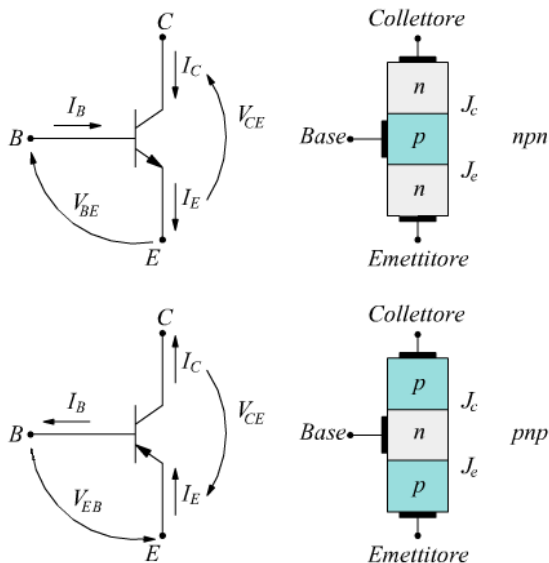 C
I_C
I_B
V_CE
B
I_E
V_BE
E
Collettore
n
J_c
Base
p
npn
J_e
n
Emettitore
C
I_C
I_B
V_CE
B
I_E
V_EB
E
Collettore
p
J_c
Base
n
pnp
J_e
p
Emettitore